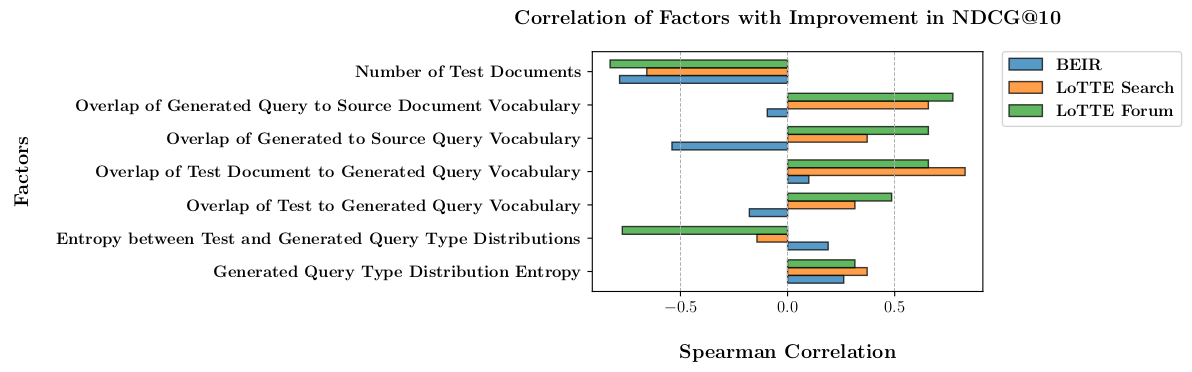 Correlation of Factors with Improvement in NDCG@10
Factors
Number of Test Documents
Overlap of Generated Query to Source Document Vocabulary
Overlap of Generated to Source Query Vocabulary
Overlap of Test Document to Generated Query Vocabulary
Overlap of Test to Generated Query Vocabulary
Entropy between Test and Generated Query Type Distributions
Generated Query Type Distribution Entropy
−0.5 0.0 0.5
Spearman Correlation
BEIR
LoTTE Search
LoTTE Forum